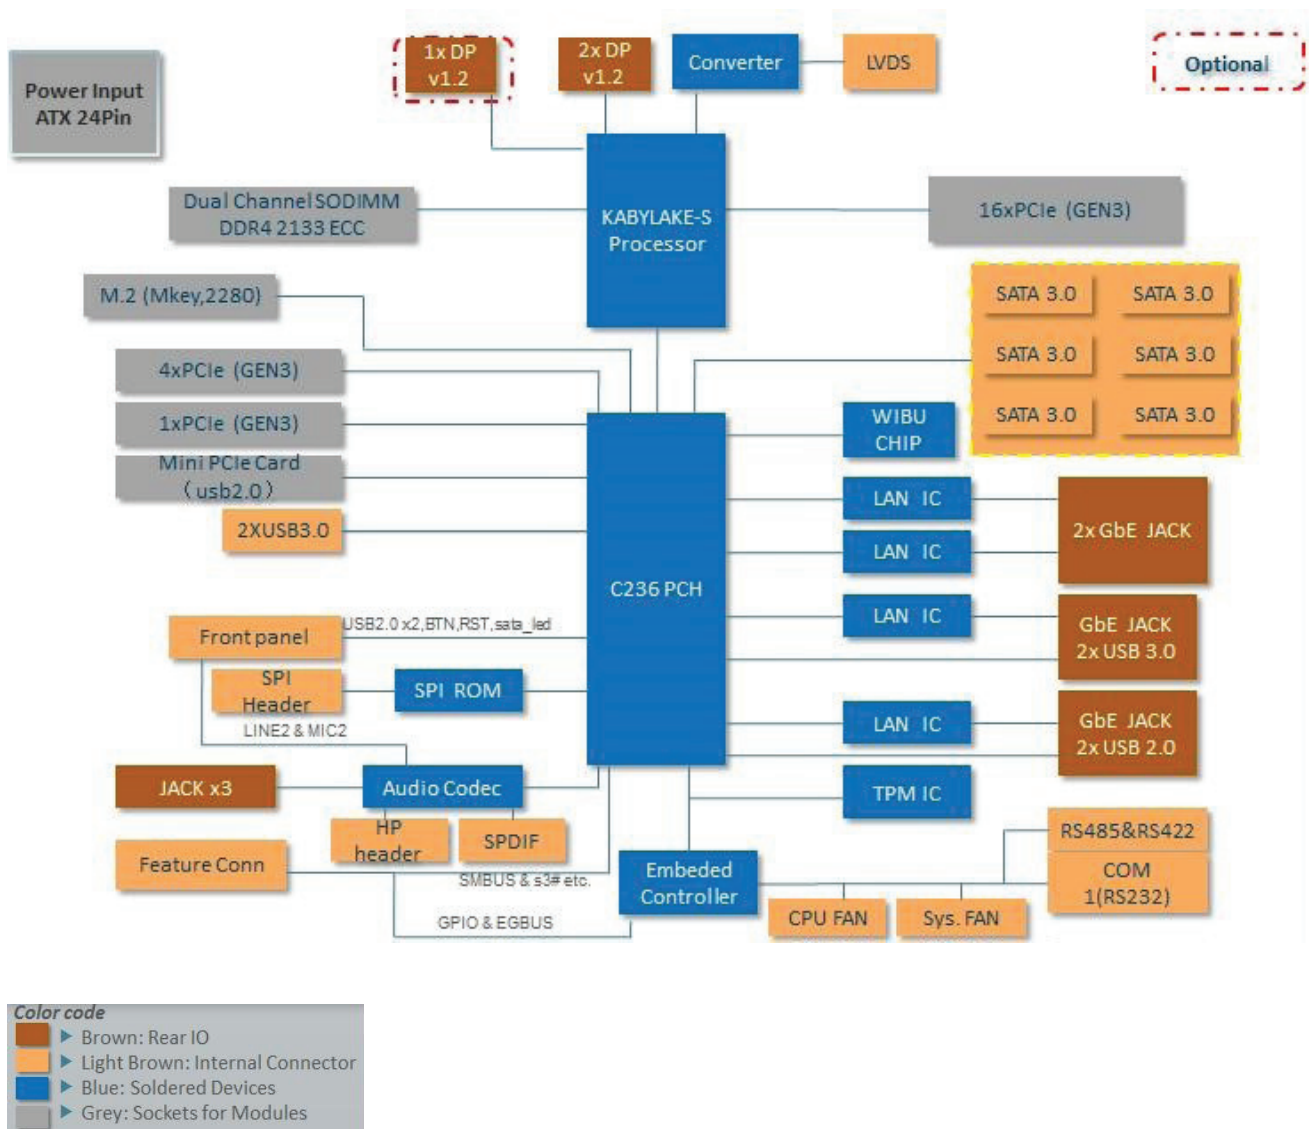 1x DP
v1.2
2x DP
v1.2
Converter
LVDS
Optional
Power Input
ATX 24Pin
Dual Channel SODIMM
DDR4 2133 ECC
KABYLAKE-S
Processor
16xPCIe (GEN3)
M.2 (Mkey,2280)
SATA 3.0
SATA 3.0
SATA 3.0
SATA 3.0
SATA 3.0
SATA 3.0
4xPCIe (GEN3)
1xPCIe (GEN3)
Mini PCIe Card
(usb2.0)
2XUSB3.0
WIBU
CHIP
LAN IC
LAN IC
2x GbE JACK
C236 PCH
LAN IC
GbE JACK
2x USB 3.0
USB2.0 x2,BTN,RST,sata_led
Front panel
SPI
Header
SPI ROM
LINE2 & MIC2
LAN IC
GbE JACK
2x USB 2.0
JACK x3
Audio Codec
TPM IC
HP
header
SPDIF
Feature Conn
SMBUS & s3# etc.
GPIO & EGBUS
Embeded
Controller
RS485&RS422
COM
1(RS232)
CPU FAN
Sys. FAN
Color code
Brown: Rear IO
Light Brown: Internal Connector
Blue: Soldered Devices
Grey: Sockets for Modules